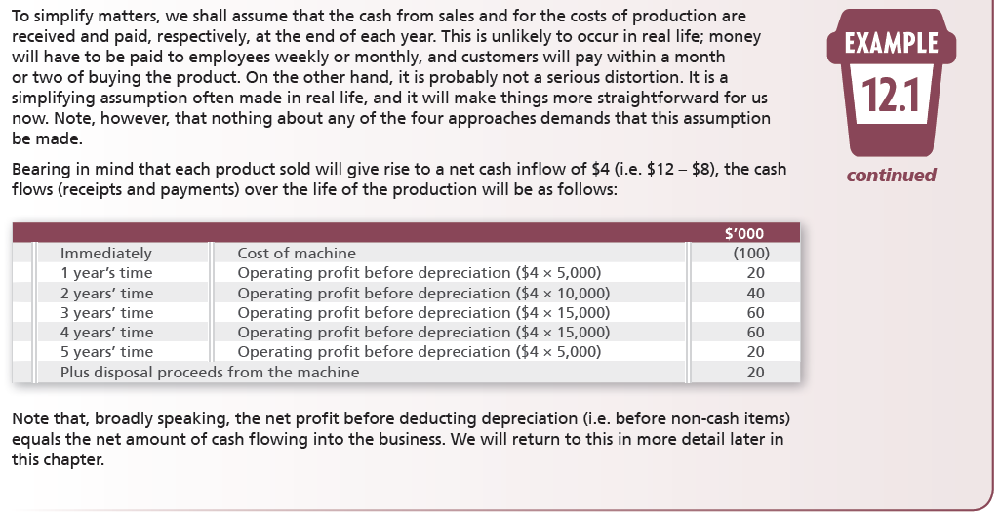 To simplify matters, we shall assume that the cash from sales and for the costs of production are
received and paid, respectively, at the end of each year. This is unlikely to occur in real life; money
will have to be paid to employees weekly or monthly, and customers will pay within a month
or two of buying the product. On the other hand, it is probably not a serious distortion. It is a
simplifying assumption often made in real life, and it will make things more straightforward for us
now. Note, however, that nothing about any of the four approaches demands that this assumption
be made.
Bearing in mind that each product sold will give rise to a net cash inflow of $4 (i.e. $12 – $8), the cash
flows (receipts and payments) over the life of the production will be as follows:
EXAMPLE
12.1
continued
$'000
Immediately Cost of machine (100)
1 year's time Operating profit before depreciation ($4 × 5,000) 20
2 years' time Operating profit before depreciation ($4 × 10,000) 40
3 years' time Operating profit before depreciation ($4 × 15,000) 60
4 years' time Operating profit before depreciation ($4 × 15,000) 60
5 years' time Operating profit before depreciation ($4 × 5,000) 20
Plus disposal proceeds from the machine 20
Note that, broadly speaking, the net profit before deducting depreciation (i.e. before non-cash items)
equals the net amount of cash flowing into the business. We will return to this in more detail later in
this chapter.